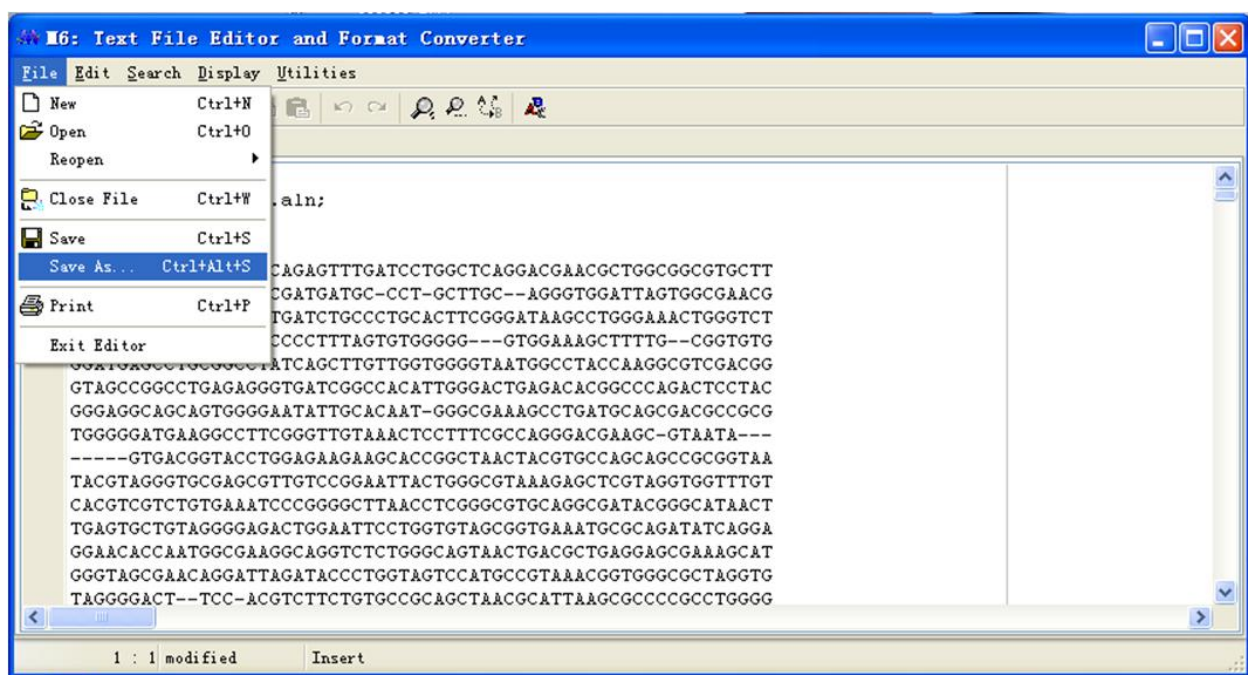 M6: Text File Editor and Format Converter
File Edit Search Display Utilities
New Ctrl+N
Open Ctrl+O
Reopen
Close File Ctrl+W
.aln;
Save Ctrl+S
Save As... Ctrl+Alt+S
CAGAGTTTGATCCTGGCTCAGGACGAACGCTGGCGGCGTGCTT
CGATGATGC-CCT-GCTTGC--AGGGTGGATTAGTGGCGAACG
Print Ctrl+P
TGATCTGCCCTGCACTTCGGGATAAGCCTGGGAAACTGGGTCT
Exit Editor
CCCCTTTAGTGTGGGGG---GTGGAAAGCTTTTG--CGGTGTG
GGATGAGCCTGCGGCCTATCAGCTTGTTGGTGGGGTAATGGCCTACCAAGGCGTCGACGG
GTAGCCGGCCTGAGAGGGTGATCGGCCACATTGGGACTGAGACACGGCCCAGACTCCTAC
GGGAGGCAGCAGTGGGGAATATTGCACAAT-GGGCGAAAGCCTGATGCAGCGACGCCGCG
TGGGGGATGAAGGCCTTCGGGTTGTAAACTCCTTTCGCCAGGGACGAAGC-GTAATA---
-----GTGACGGTACCTGGAGAAGAAGCACCGGCTAACTACGTGCCAGCAGCCGCGGTAA
TACGTAGGGTGCGAGCGTTGTCCGGAATTACTGGGCGTAAAGAGCTCGTAGGTGGTTTGT
CACGTCGTCTGTGAAATCCCGGGGCTTAACCTCGGGCGTGCAGGCGATACGGGCATAACT
TGAGTGCTGTAGGGGAGACTGGAATTCCTGGTGTAGCGGTGAAATGCGCAGATATCAGGA
GGAACACCAATGGCGAAGGCAGGTCTCTGGGCAGTAACTGACGCTGAGGAGCGAAAGCAT
GGGTAGCGAACAGGATTAGATACCCTGGTAGTCCATGCCGTAAACGGTGGGCGCTAGGTG
TAGGGGACT--TCC-ACGTCTTCTGTGCCGCAGCTAACGCATTAAGCGCCCCGCCTGGGG
1 : 1 modified Insert